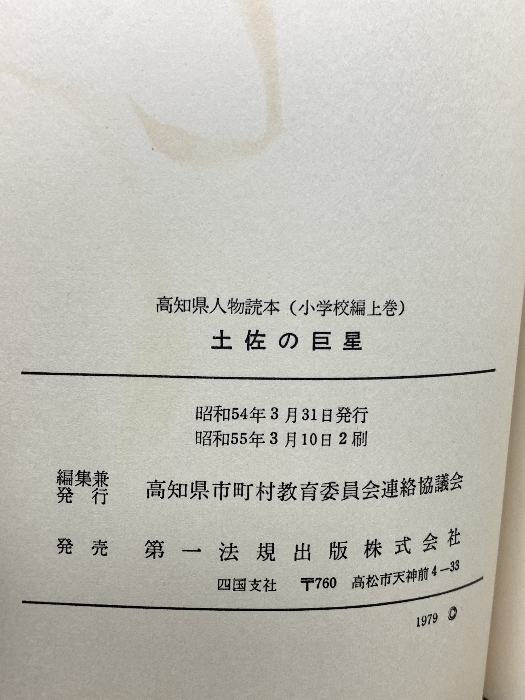 高知県人物読本（小学校編上巻）
土佐の巨星
昭和54年3月31日発行
昭和55年3月10日2刷
編集兼発行 高知県市町村教育委員会連絡協議会
発売 第一法規出版株式会社
四国支社 〒760 高松市天神前4-33
1979 ©